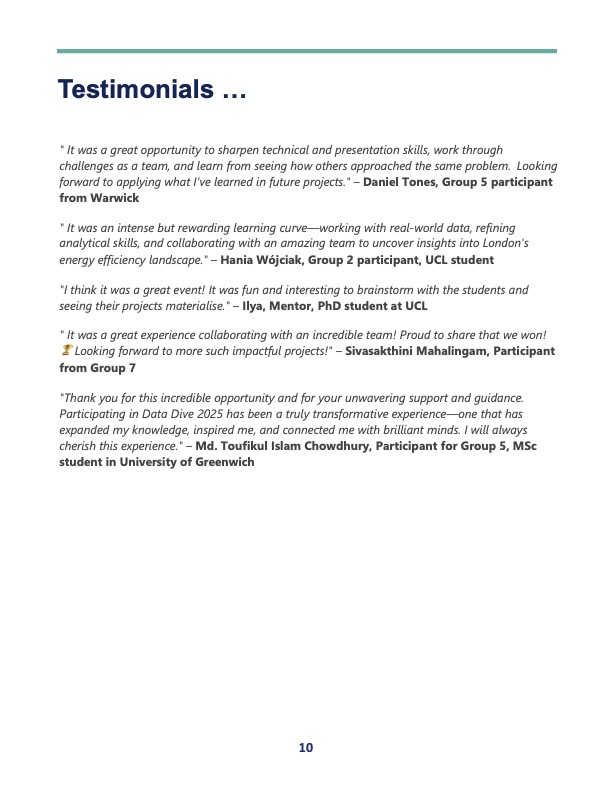 Testimonials ...
" It was a great opportunity to sharpen technical and presentation skills, work through
challenges as a team, and learn from seeing how others approached the same problem.  Looking
forward to applying what I've learned in future projects." – Daniel Tones, Group 5 participant
from Warwick
" It was an intense but rewarding learning curve—working with real-world data, refining
analytical skills, and collaborating with an amazing team to uncover insights into London's
energy efficiency landscape." – Hania Wójciak, Group 2 participant, UCL student
"I think it was a great event! It was fun and interesting to brainstorm with the students and
seeing their projects materialise." – Ilya, Mentor, PhD student at UCL
" It was a great experience collaborating with an incredible team! Proud to share that we won!
🏆 Looking forward to more such impactful projects!" – Sivasakthini Mahalingam, Participant
from Group 7
"Thank you for this incredible opportunity and for your unwavering support and guidance.
Participating in Data Dive 2025 has been a truly transformative experience—one that has
expanded my knowledge, inspired me, and connected me with brilliant minds. I will always
cherish this experience." – Md. Toufikul Islam Chowdhury, Participant for Group 5, MSc
student in University of Greenwich
10